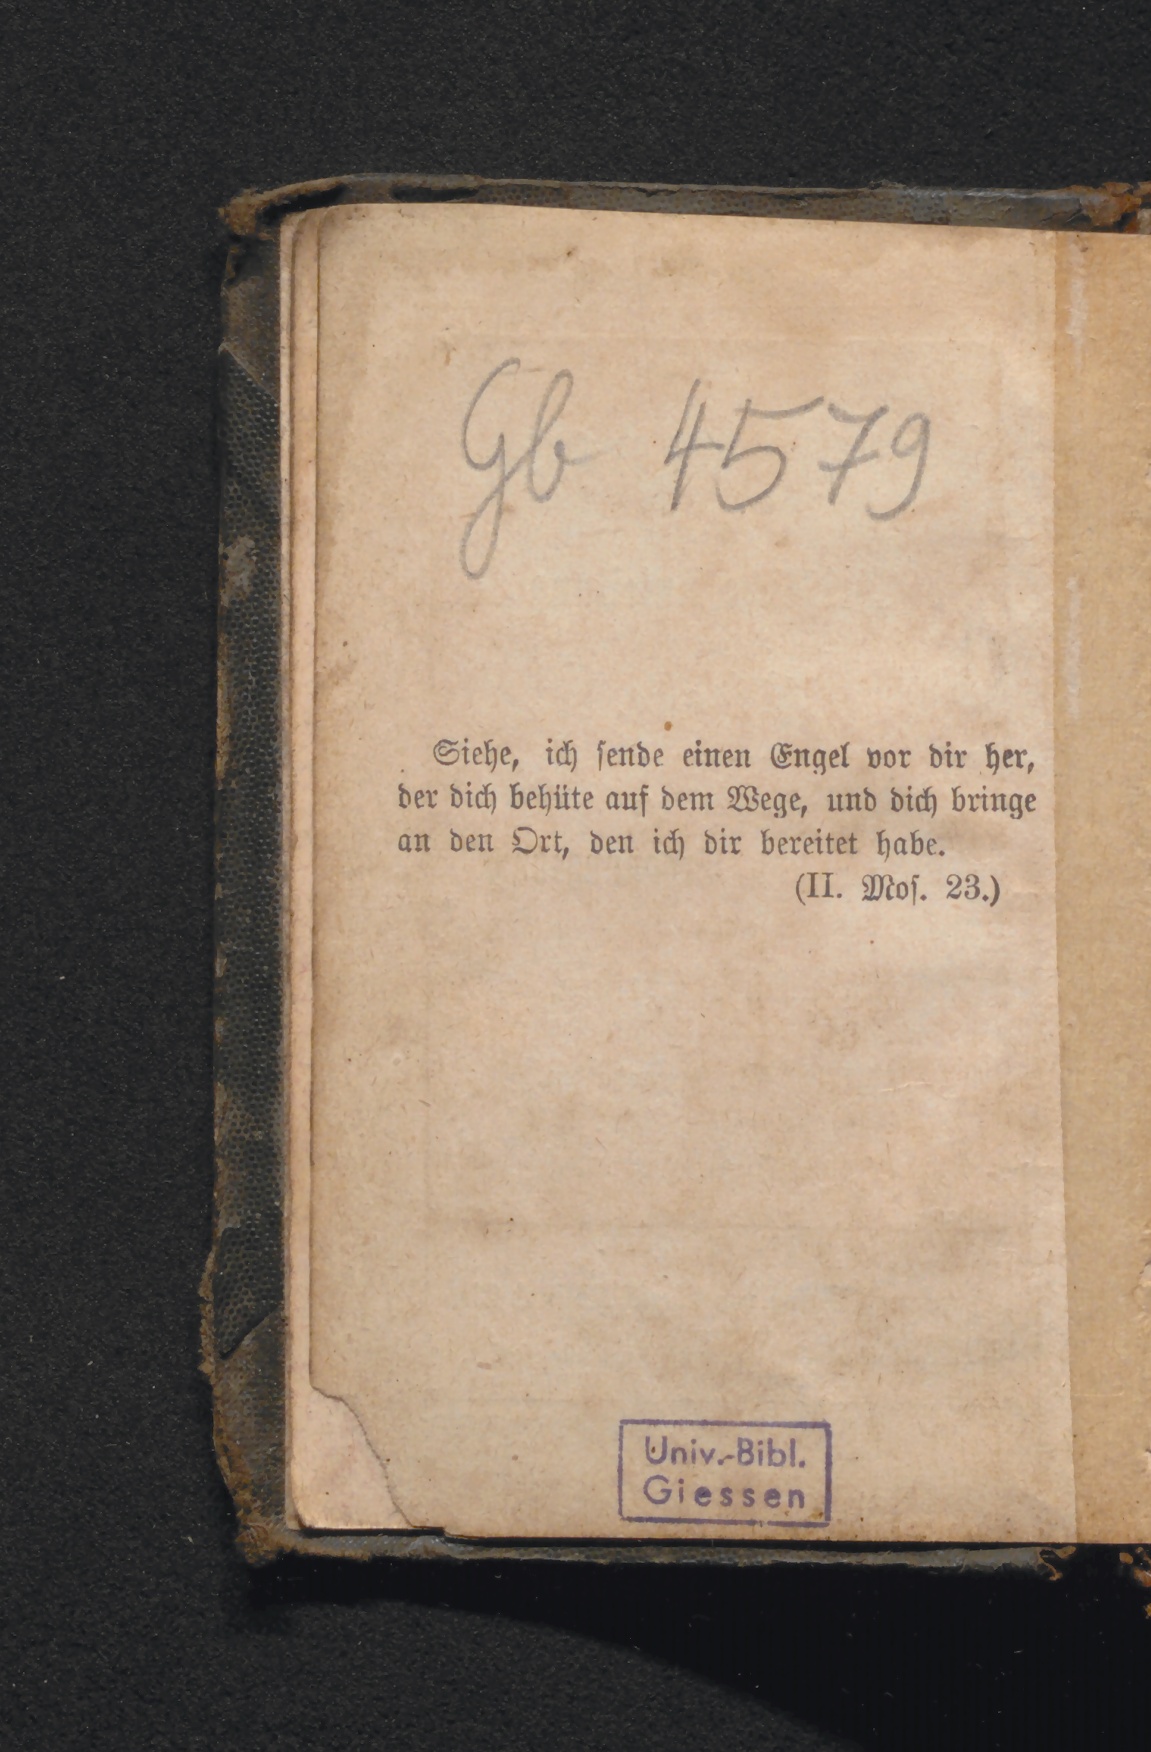 Gb 4579
Siehe, ich sende einen Engel vor dir her,
der dich behüte auf dem Wege, und dich bringe
an den Ort, den ich dir bereitet habe.
(II. Mos. 23.)
Univ.-Bibl.
Giessen